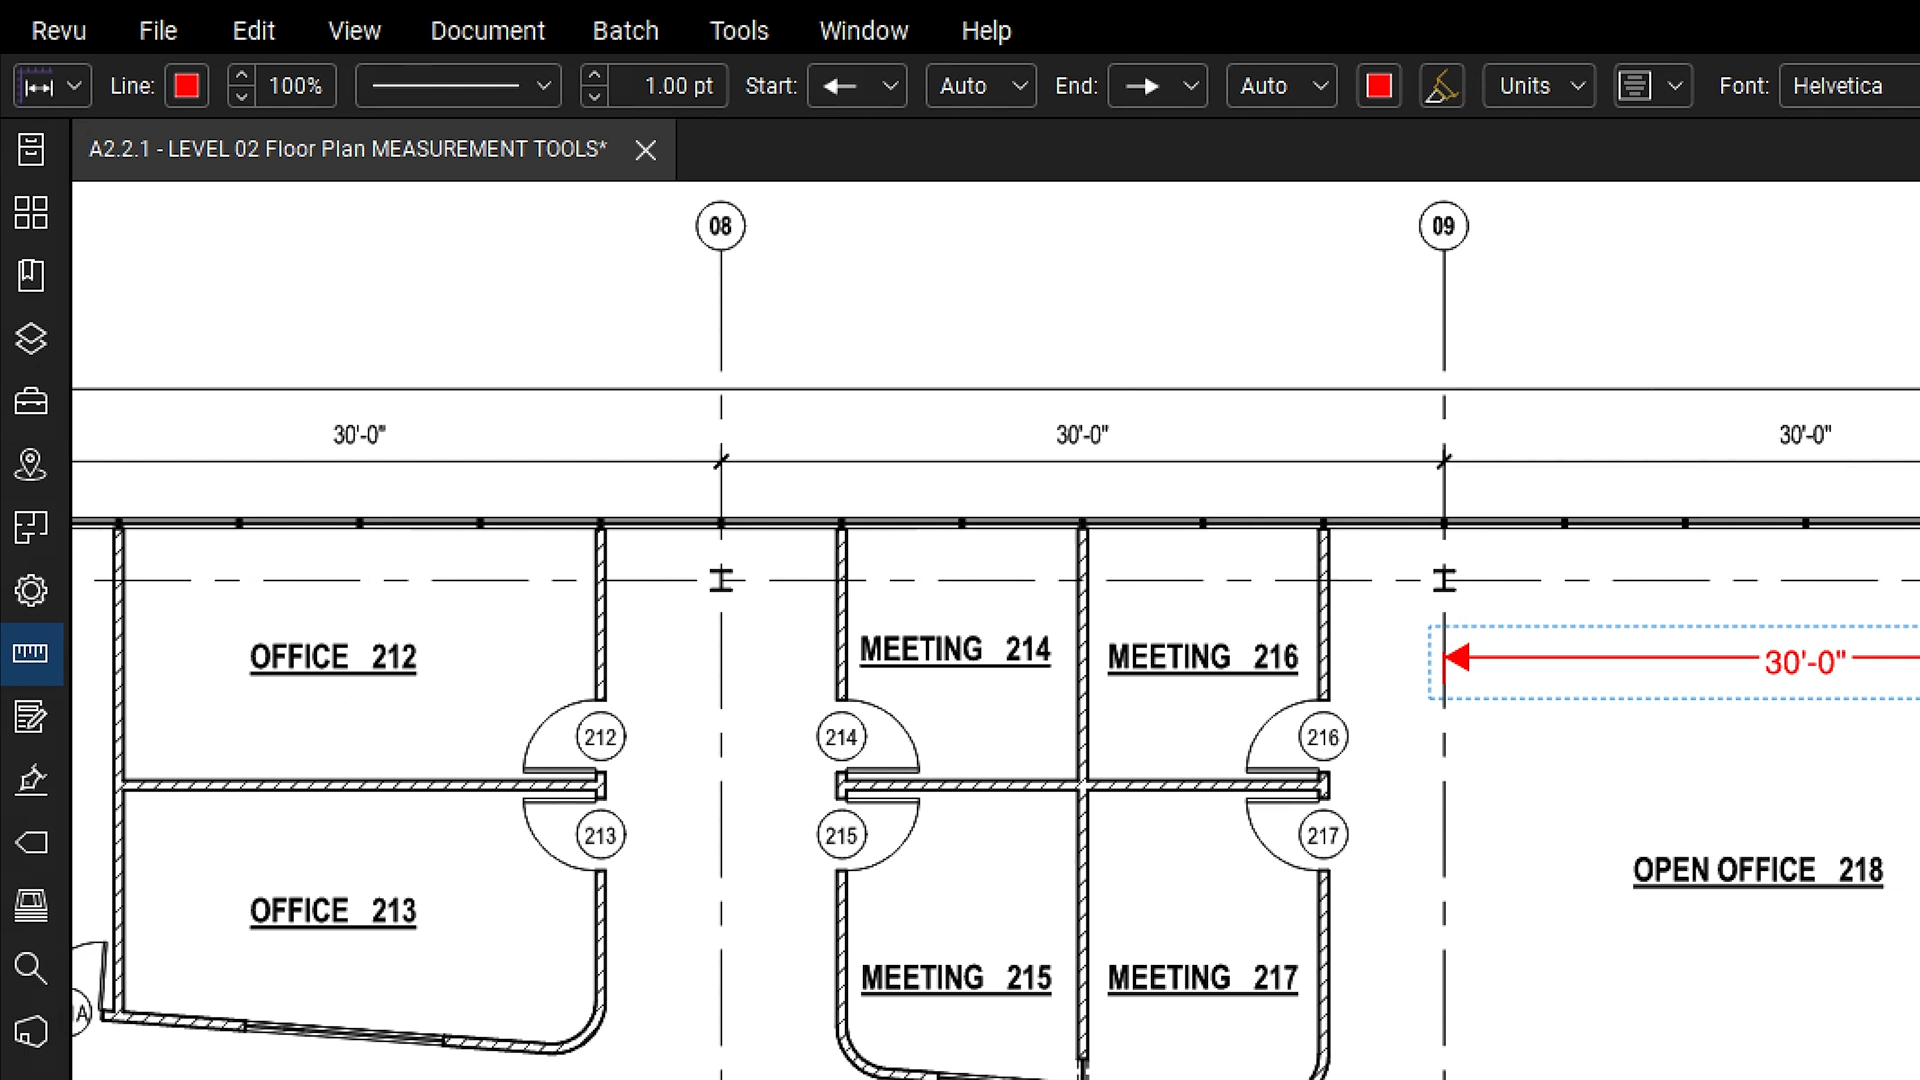 Revu File Edit View Document Batch Tools Window Help
Line: 100% 1.00 pt Start: Auto End: Auto Units Font: Helvetica
A2.2.1 - LEVEL 02 Floor Plan MEASUREMENT TOOLS*
08 09
30'-0" 30'-0" 30'-0"
OFFICE 212 MEETING 214 MEETING 216 30'-0"
212 214 216
213 215 217
OPEN OFFICE 218
OFFICE 213
MEETING 215 MEETING 217
A